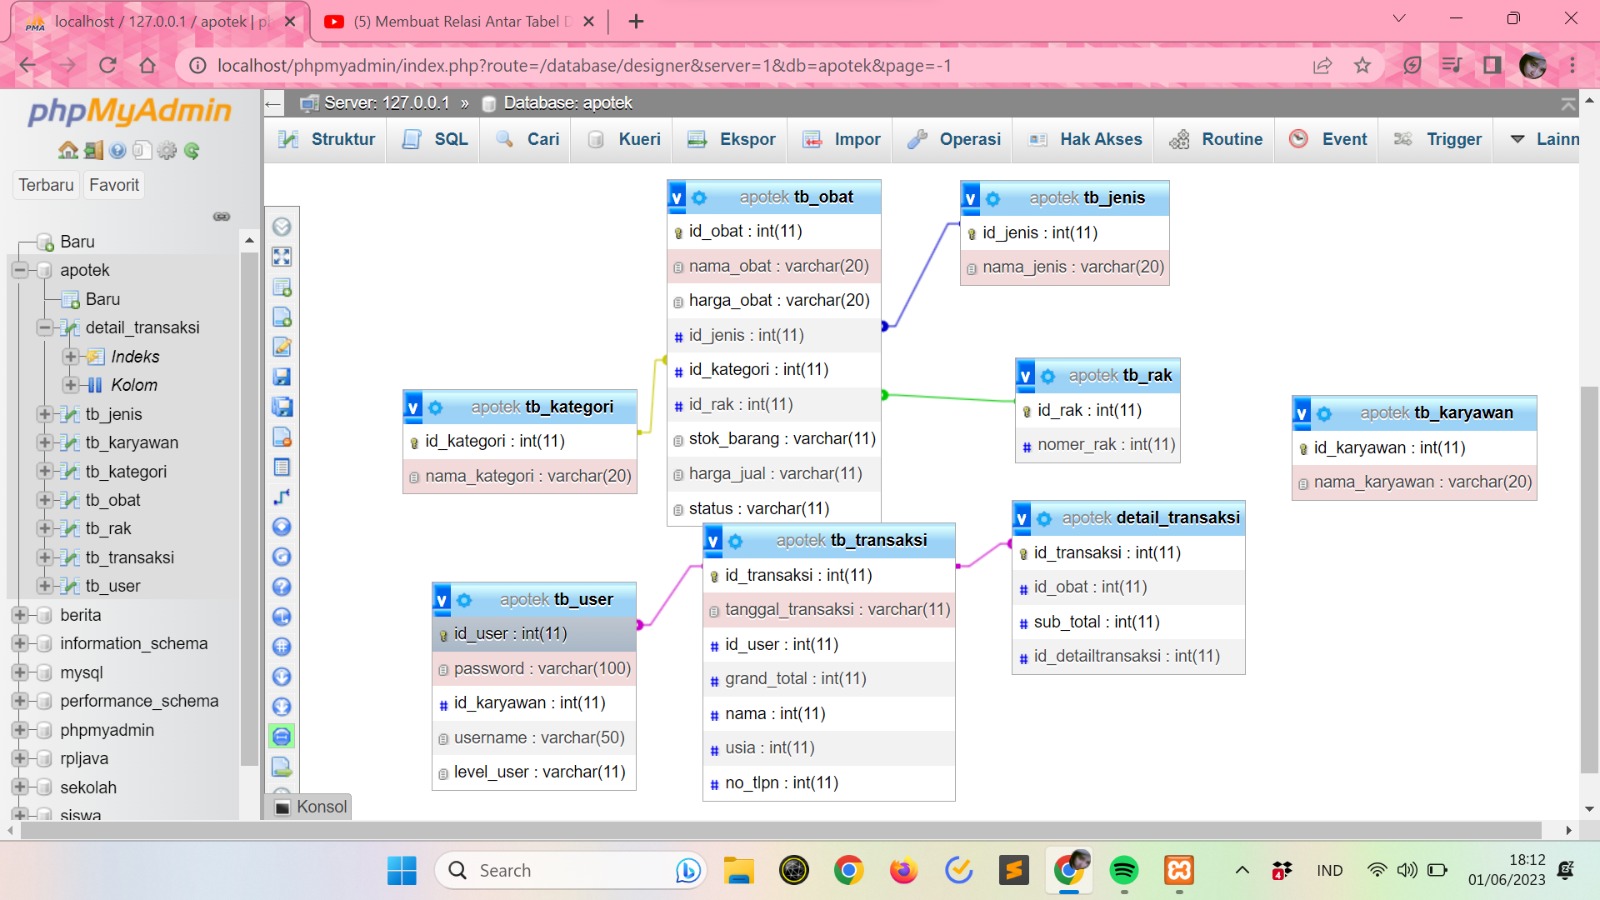 localhost / 127.0.0.1 / apotek | p
(5) Membuat Relasi Antar Tabel D
localhost/phpmyadmin/index.php?route=/database/designer&server=1&db=apotek&page=-1
phpMyAdmin
Terbaru
Favorit
Baru
apotek
Baru
detail_transaksi
Indeks
Kolom
tb_jenis
tb_karyawan
tb_kategori
tb_obat
tb_rak
tb_transaksi
tb_user
berita
information_schema
mysql
performance_schema
phpmyadmin
rpljava
sekolah
siswa
Server: 127.0.0.1 » Database: apotek
Struktur SQL Cari Kueri Ekspor Impor Operasi Hak Akses Routine Event Trigger Lainn
v apotek tb_obat
id_obat : int(11)
nama_obat : varchar(20)
harga_obat : varchar(20)
# id_jenis : int(11)
# id_kategori : int(11)
# id_rak : int(11)
stok_barang : varchar(11)
harga_jual : varchar(11)
status : varchar(11)
v apotek tb_jenis
id_jenis : int(11)
nama_jenis : varchar(20)
v apotek tb_rak
id_rak : int(11)
# nomer_rak : int(11)
v apotek tb_kategori
id_kategori : int(11)
nama_kategori : varchar(20)
v apotek tb_karyawan
id_karyawan : int(11)
nama_karyawan : varchar(20)
v apotek tb_transaksi
id_transaksi : int(11)
tanggal_transaksi : varchar(11)
# id_user : int(11)
# grand_total : int(11)
# nama : int(11)
# usia : int(11)
# no_tlpn : int(11)
v apotek detail_transaksi
id_transaksi : int(11)
# id_obat : int(11)
# sub_total : int(11)
# id_detailtransaksi : int(11)
v apotek tb_user
id_user : int(11)
password : varchar(100)
# id_karyawan : int(11)
username : varchar(50)
level_user : varchar(11)
Konsol
Search
IND
18:12
01/06/2023